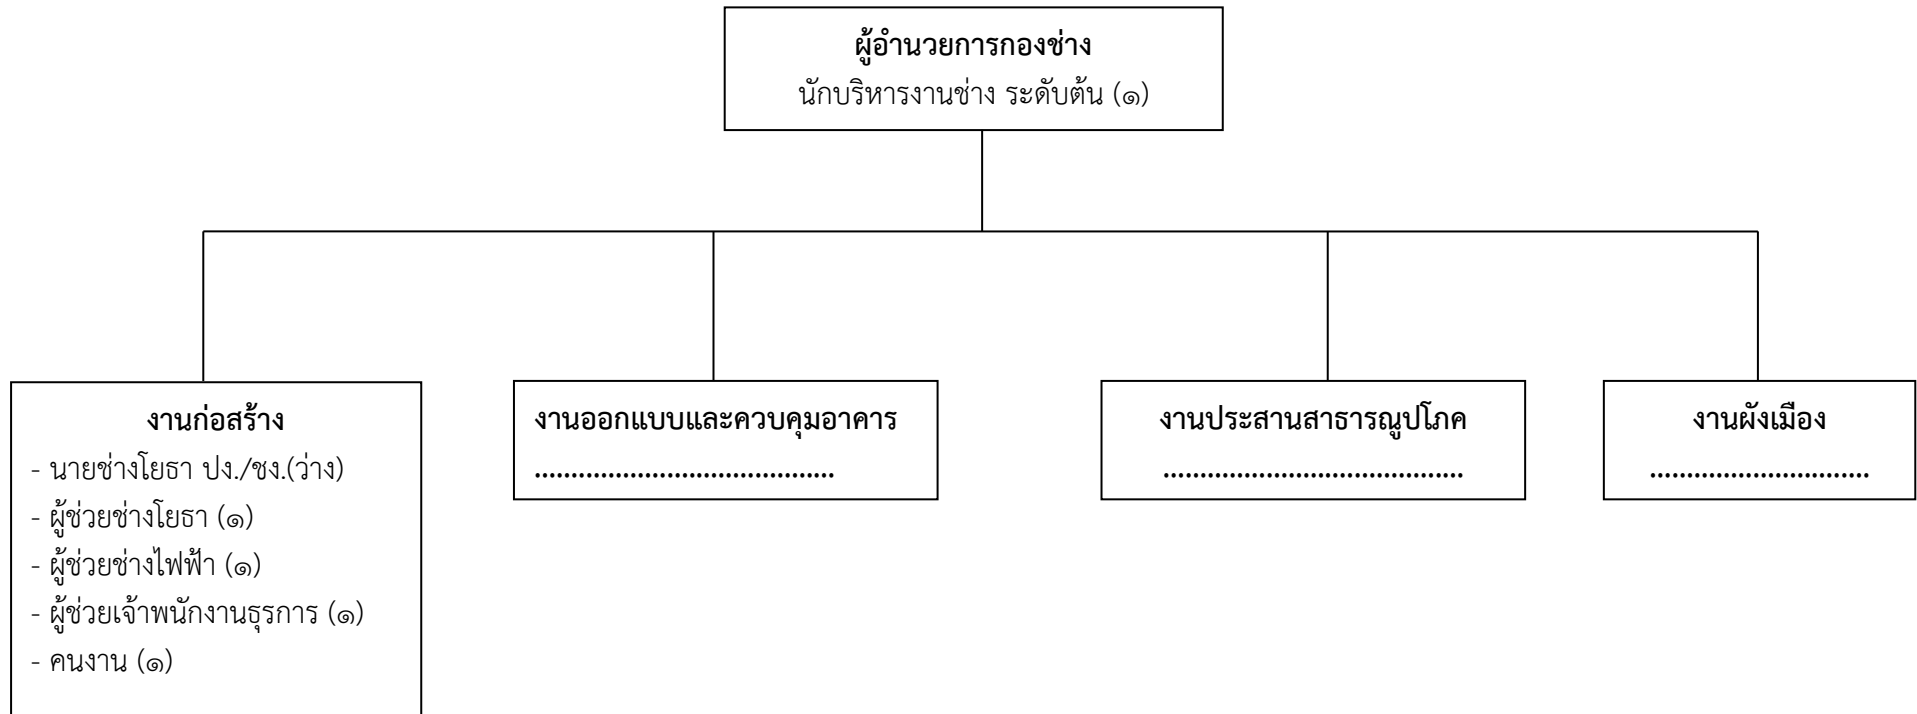 ผู้อำนวยการกองช่าง
นักบริหารงานช่าง ระดับต้น (๑)
งานก่อสร้าง
- นายช่างโยธา ปง./ชง.(ว่าง)
- ผู้ช่วยช่างโยธา (๑)
- ผู้ช่วยช่างไฟฟ้า (๑)
- ผู้ช่วยเจ้าพนักงานธุรการ (๑)
- คนงาน (๑)
งานออกแบบและควบคุมอาคาร
.........................................
งานประสานสาธารณูปโภค
.........................................
งานผังเมือง
..............................